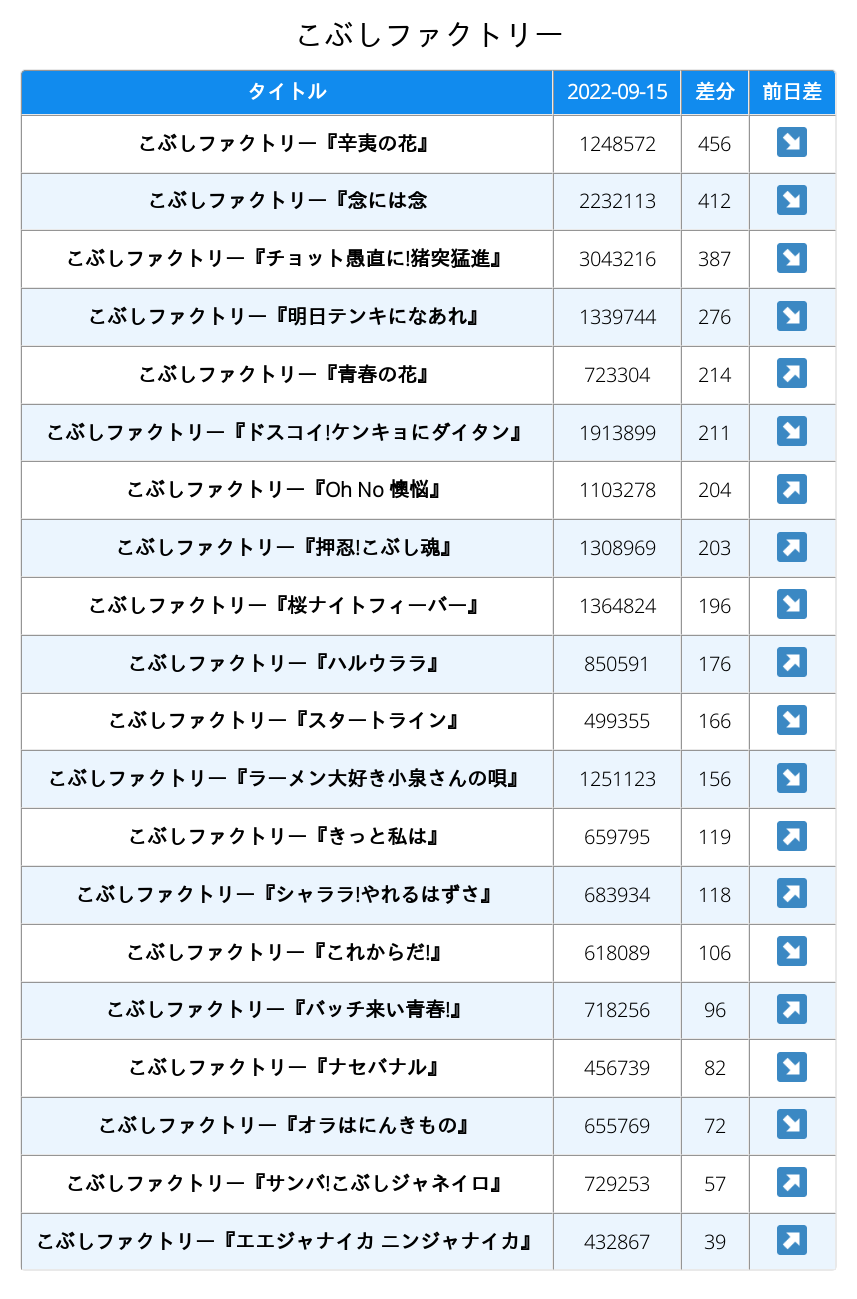 こぶしファクトリー
タイトル 2022-09-15 差分 前日差
こぶしファクトリー『辛夷の花』 1248572 456 ↘
こぶしファクトリー『念には念 2232113 412 ↘
こぶしファクトリー『チョット愚直に!猪突猛進』 3043216 387 ↘
こぶしファクトリー『明日テンキになあれ』 1339744 276 ↘
こぶしファクトリー『青春の花』 723304 214 ↗
こぶしファクトリー『ドスコイ!ケンキョにダイタン』 1913899 211 ↘
こぶしファクトリー『Oh No 懊悩』 1103278 204 ↗
こぶしファクトリー『押忍!こぶし魂』 1308969 203 ↗
こぶしファクトリー『桜ナイトフィーバー』 1364824 196 ↘
こぶしファクトリー『ハルウララ』 850591 176 ↗
こぶしファクトリー『スタートライン』 499355 166 ↘
こぶしファクトリー『ラーメン大好き小泉さんの唄』 1251123 156 ↘
こぶしファクトリー『きっと私は』 659795 119 ↗
こぶしファクトリー『シャララ!やれるはずさ』 683934 118 ↗
こぶしファクトリー『これからだ!』 618089 106 ↘
こぶしファクトリー『バッチ来い青春!』 718256 96 ↗
こぶしファクトリー『ナセバナル』 456739 82 ↘
こぶしファクトリー『オラはにんきもの』 655769 72 ↘
こぶしファクトリー『サンバ!こぶしジャネイロ』 729253 57 ↗
こぶしファクトリー『エエジャナイカ ニンジャナイカ』 432867 39 ↗